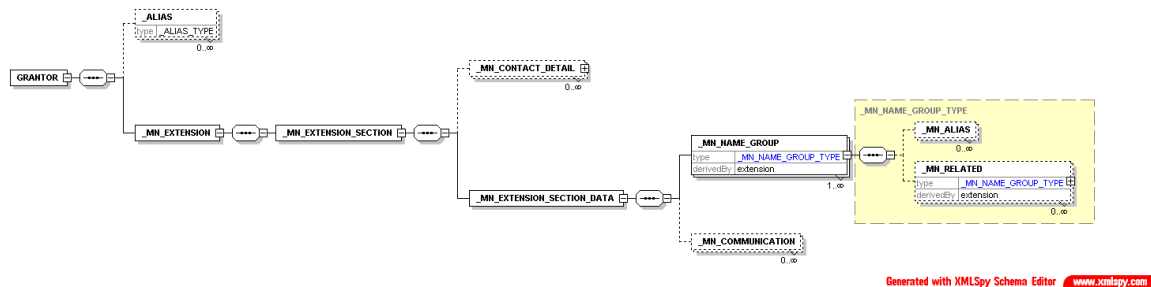 _ALIAS
type _ALIAS_TYPE
0..∞
GRANTOR
_MN_CONTACT_DETAIL
0..∞
_MN_EXTENSION
_MN_EXTENSION_SECTION
_MN_NAME_GROUP_TYPE
_MN_ALIAS
0..∞
_MN_NAME_GROUP
type _MN_NAME_GROUP_TYPE
derivedBy extension
1..∞
_MN_RELATED
type _MN_NAME_GROUP_TYPE
derivedBy extension
0..∞
_MN_EXTENSION_SECTION_DATA
_MN_COMMUNICATION
0..∞
Generated with XMLSpy Schema Editor www.xmlspy.com